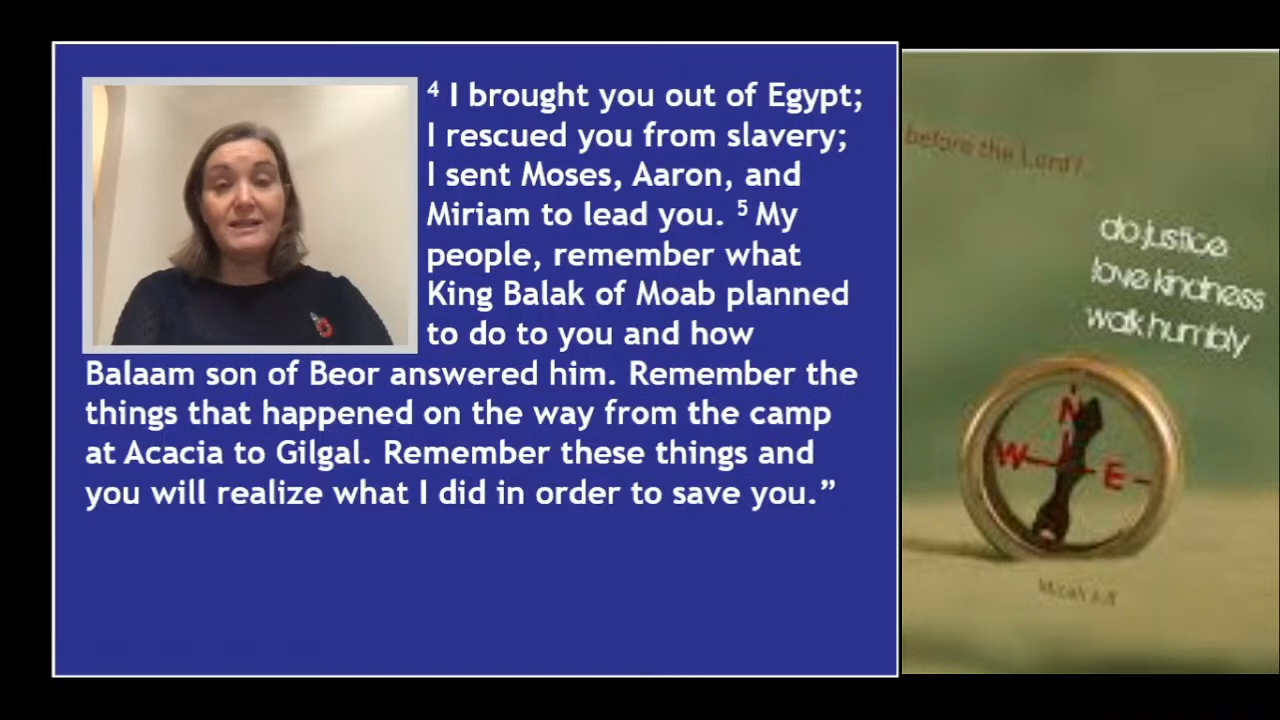 4 I brought you out of Egypt;
I rescued you from slavery;
I sent Moses, Aaron, and
Miriam to lead you. 5 My
people, remember what
King Balak of Moab planned
to do to you and how
Balaam son of Beor answered him. Remember the
things that happened on the way from the camp
at Acacia to Gilgal. Remember these things and
you will realize what I did in order to save you.”
before the Lord?
do justice
love kindness
walk humbly
N
W
E
Micah 6:8